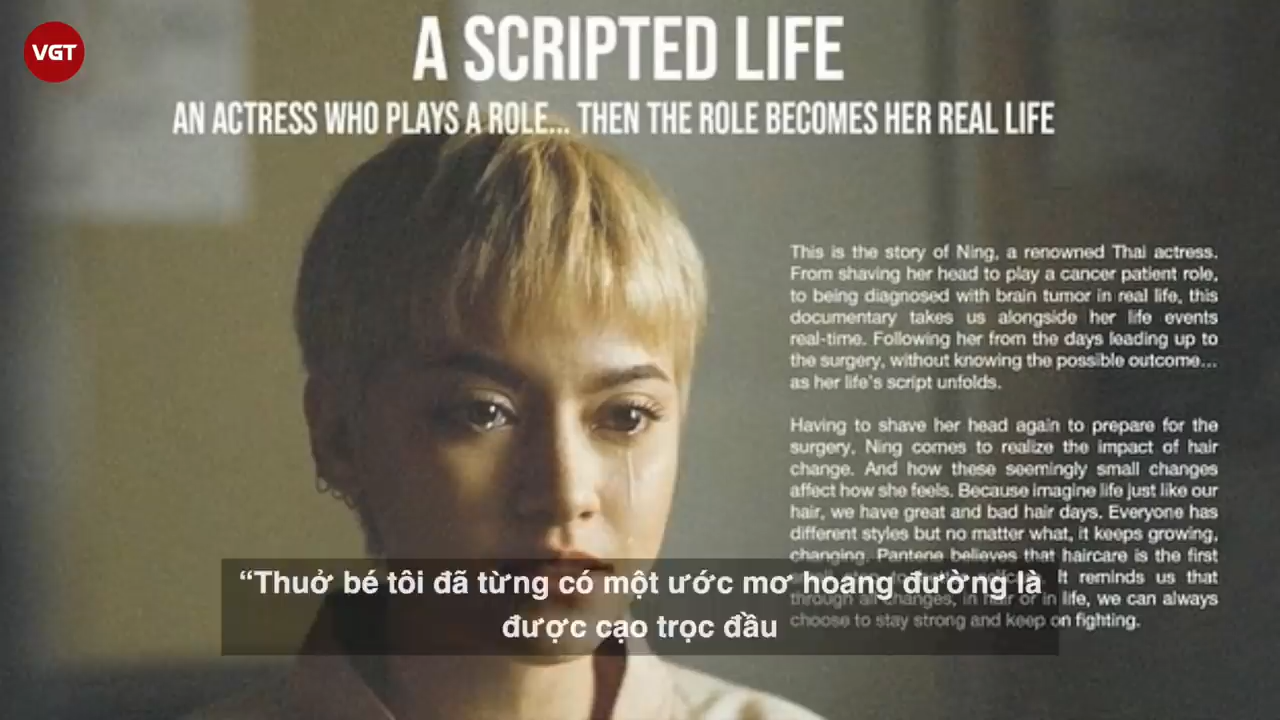 VGT
A SCRIPTED LIFE
AN ACTRESS WHO PLAYS A ROLE... THEN THE ROLE BECOMES HER REAL LIFE
This is the story of Ning, a renowned Thai actress.
From shaving her head to play a cancer patient role,
to being diagnosed with brain tumor in real life, this
documentary takes us alongside her life events
real-time. Following her from the days leading up to
the surgery, without knowing the possible outcome...
as her life's script unfolds.
Having to shave her head again to prepare for the
surgery, Ning comes to realize the impact of hair
change. And how these seemingly small changes
affect how she feels. Because imagine life just like our
hair, we have great and bad hair days. Everyone has
different styles but no matter what, it keeps growing,
changing. Pantene believes that haircare is the first
It reminds us that
through all changes, in hair or in life, we can always
choose to stay strong and keep on fighting.
“Thuở bé tôi đã từng có một ước mơ hoang đường là
được cạo trọc đầu